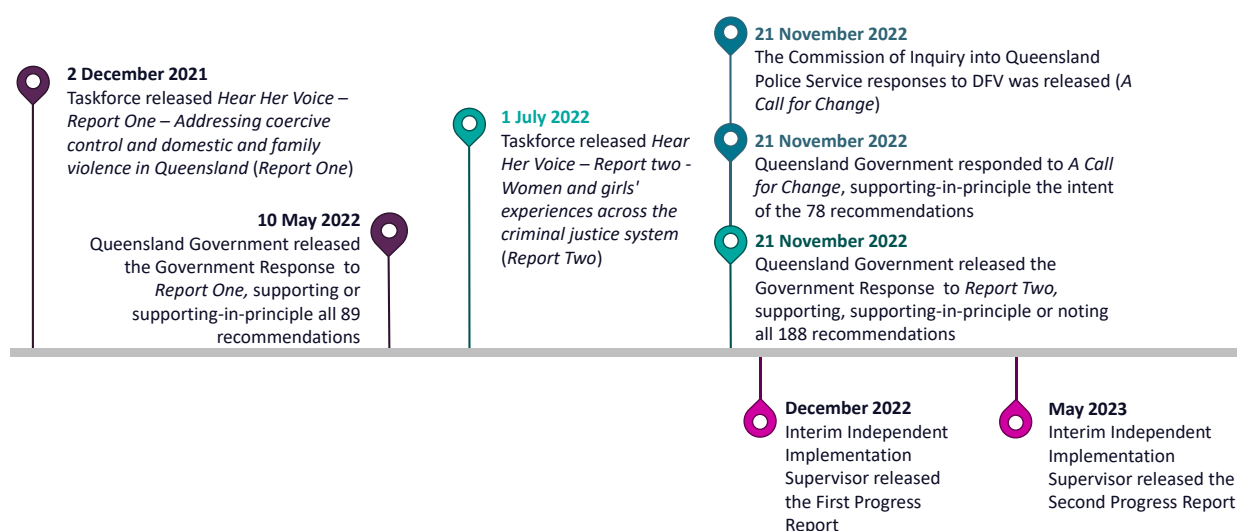 2 December 2021
Taskforce released Hear Her Voice –
Report One – Addressing coercive
control and domestic and family
violence in Queensland (Report One)
10 May 2022
Queensland Government released
the Government Response to
Report One, supporting or
supporting-in-principle all 89
recommendations
1 July 2022
Taskforce released Hear
Her Voice – Report two -
Women and girls'
experiences across the
criminal justice system
(Report Two)
21 November 2022
The Commission of Inquiry into Queensland
Police Service responses to DFV was released (A
Call for Change)
21 November 2022
Queensland Government responded to A Call
for Change, supporting-in-principle the intent
of the 78 recommendations
21 November 2022
Queensland Government released the
Government Response to Report Two,
supporting, supporting-in-principle or noting
all 188 recommendations
December 2022
Interim Independent
Implementation
Supervisor released
the First Progress
Report
May 2023
Interim Independent
Implementation
Supervisor released the
Second Progress Report